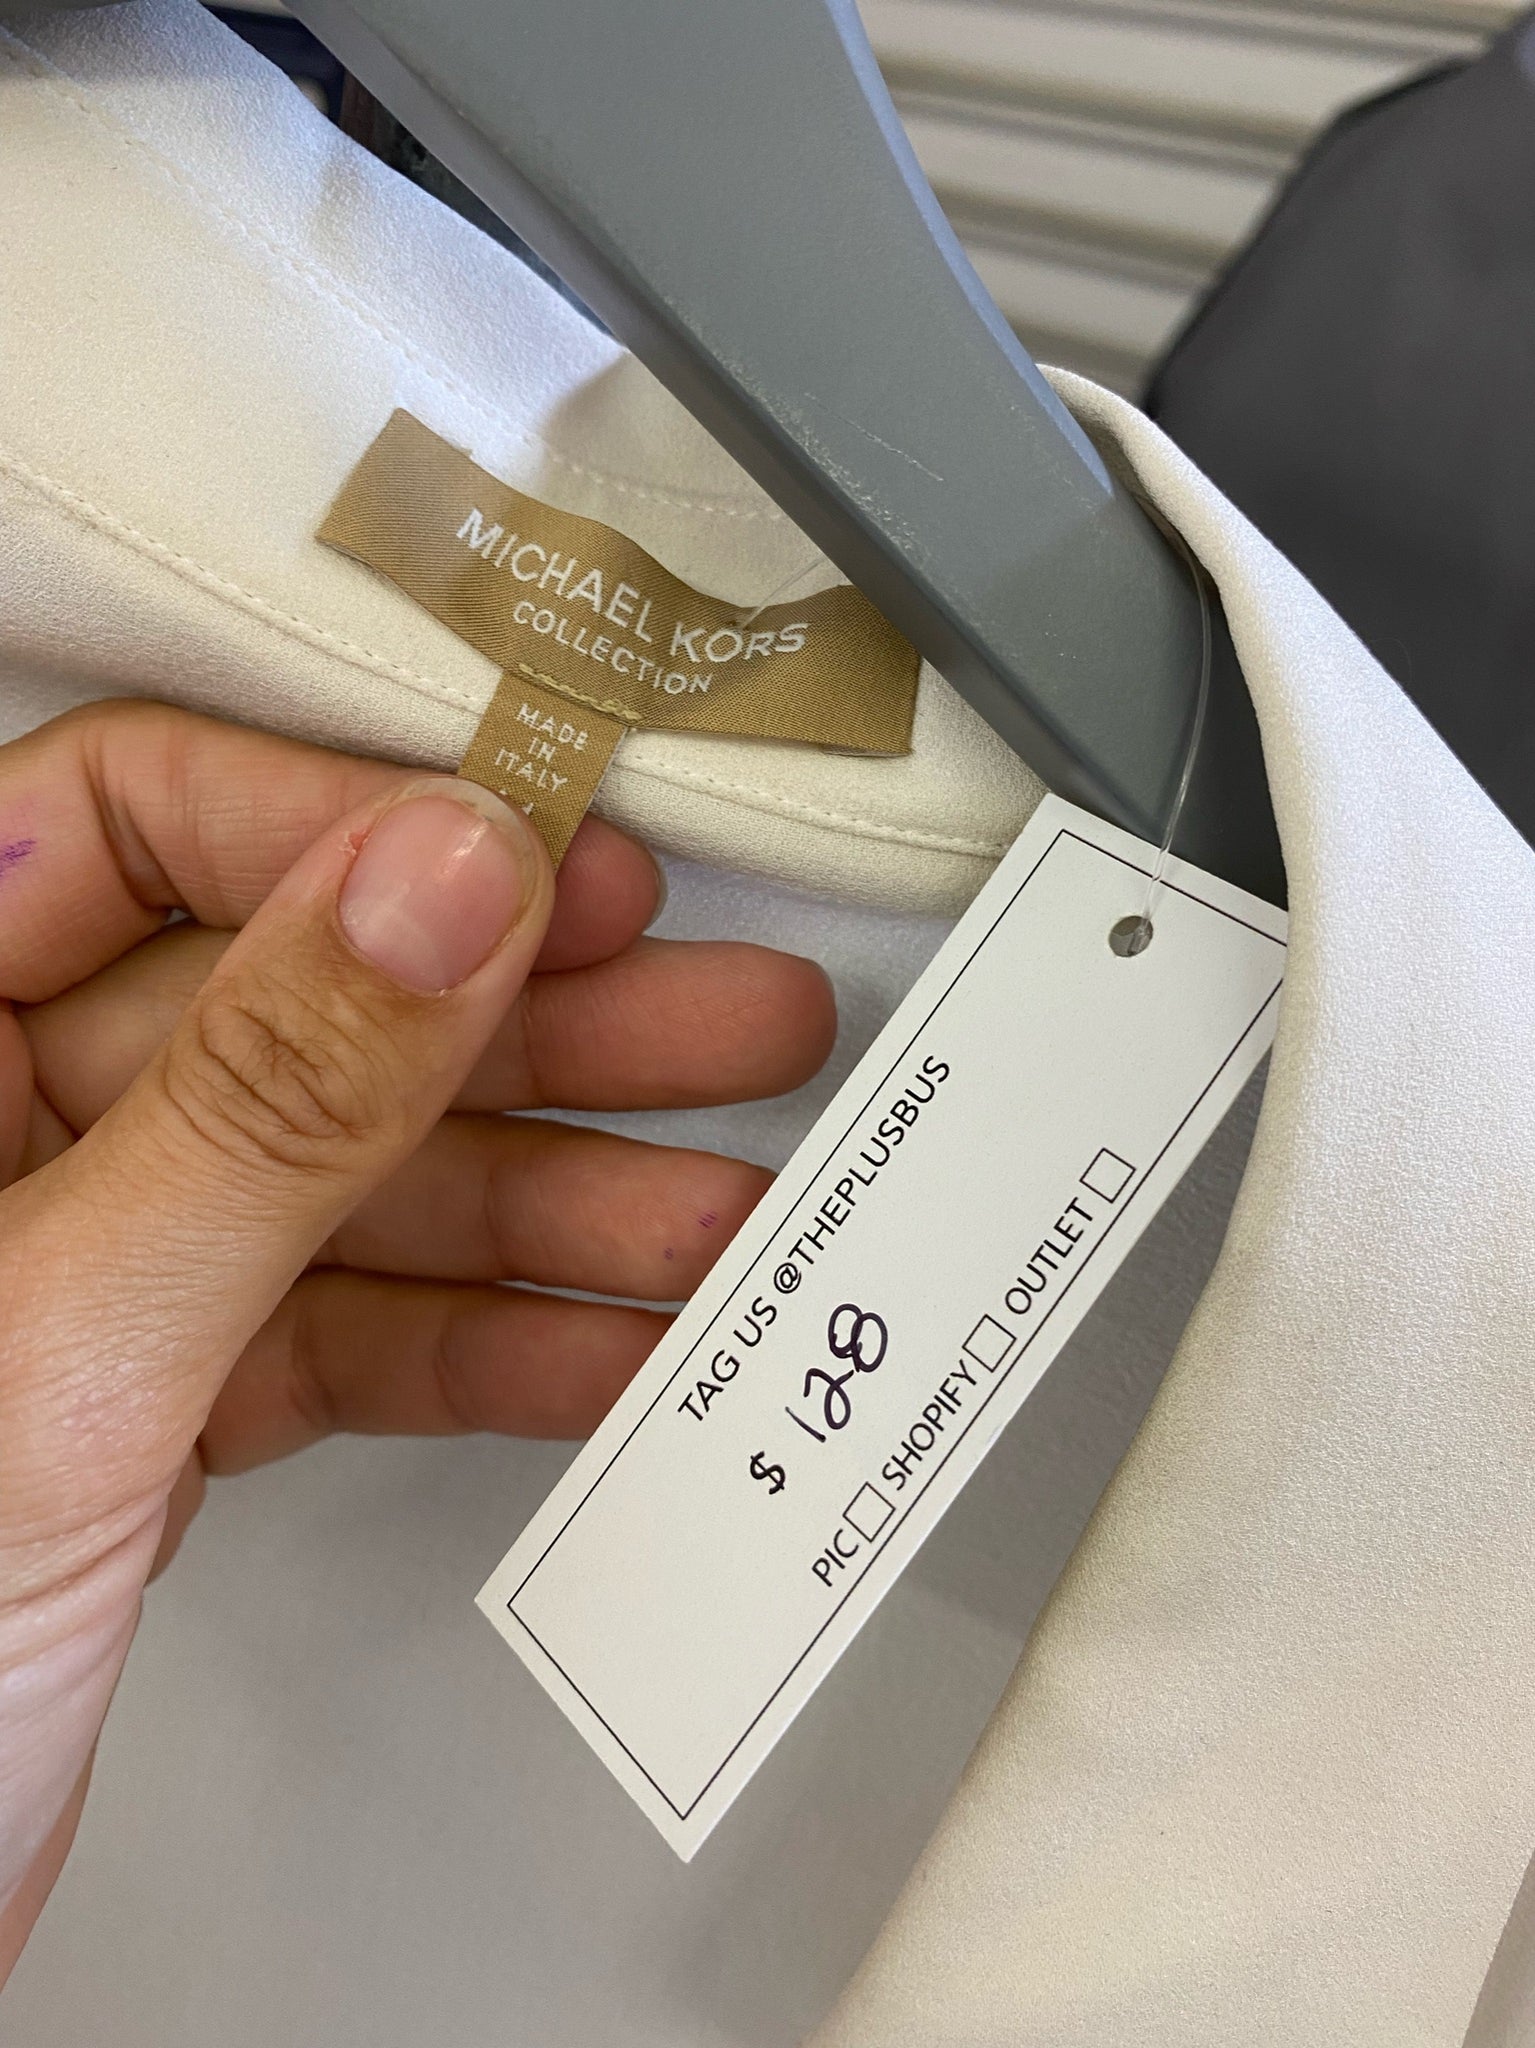 MICHAEL KORS
COLLECTION
MADE
IN
ITALY
TAG US @THEPLUSBUS
$ 128
PIC SHOPIFY OUTLET